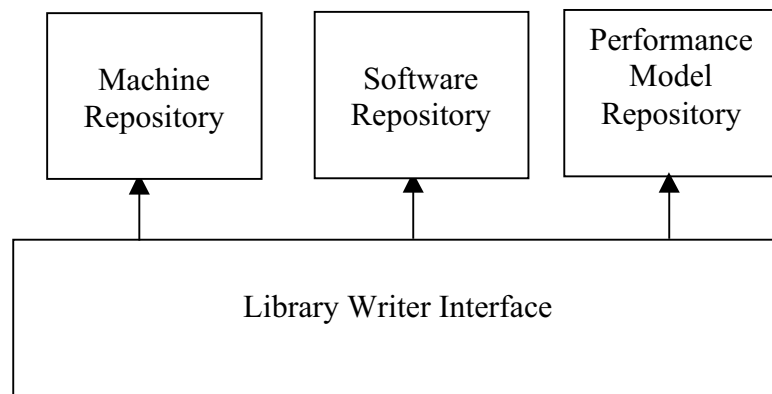 Machine
Repository
Software
Repository
Performance
Model
Repository
Library Writer Interface